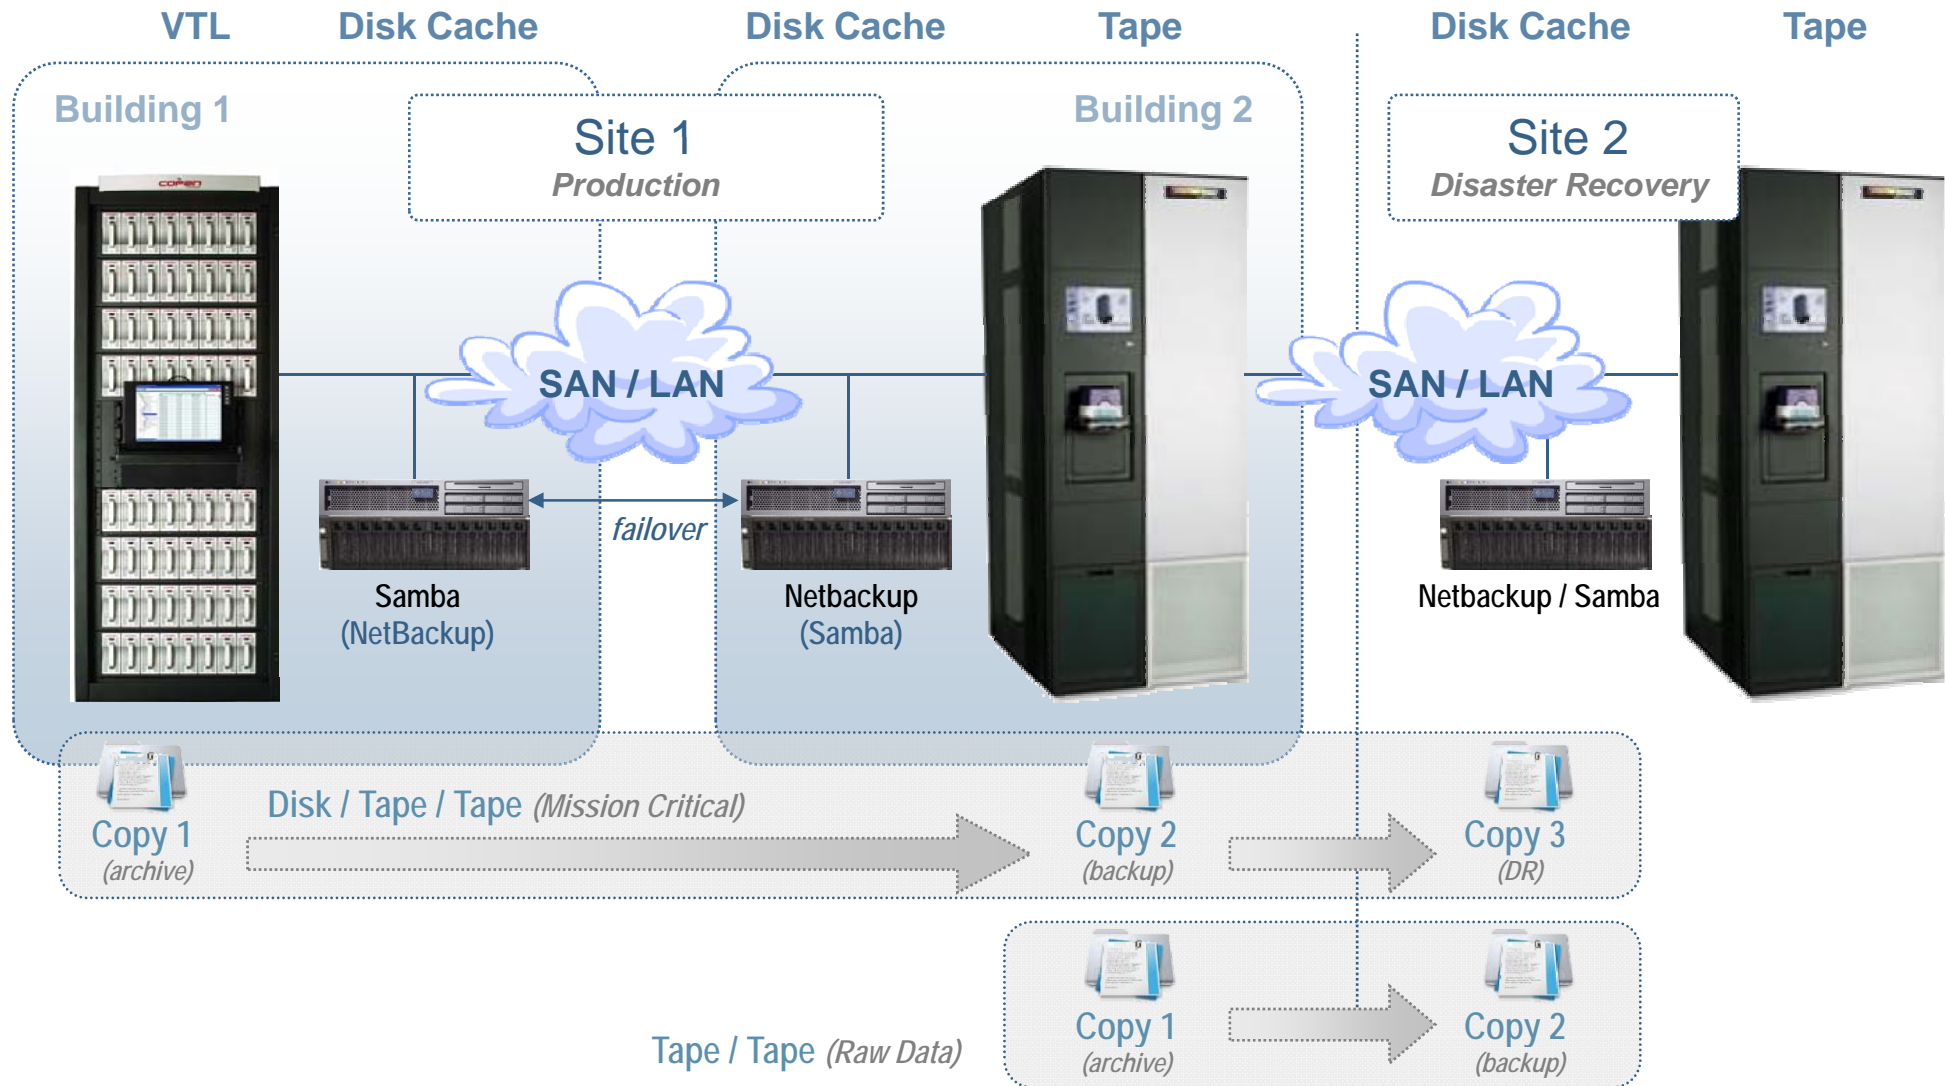 VTL
Disk Cache
Disk Cache
Tape
Disk Cache
Tape
Building 1
Site 1
Production
Building 2
Site 2
Disaster Recovery
COPAN
SAN / LAN
SAN / LAN
failover
Samba
(NetBackup)
Netbackup
(Samba)
Netbackup / Samba
Disk / Tape / Tape (Mission Critical)
Copy 1
(archive)
Copy 2
(backup)
Copy 3
(DR)
Tape / Tape (Raw Data)
Copy 1
(archive)
Copy 2
(backup)